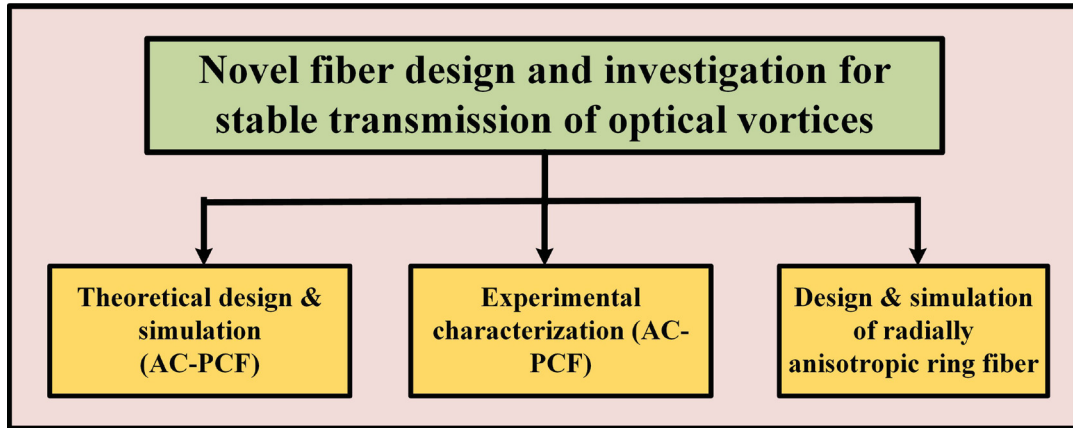 Novel fiber design and investigation for
stable transmission of optical vortices
Theoretical design &
simulation
(AC-PCF)
Experimental
characterization (AC-
PCF)
Design & simulation
of radially
anisotropic ring fiber